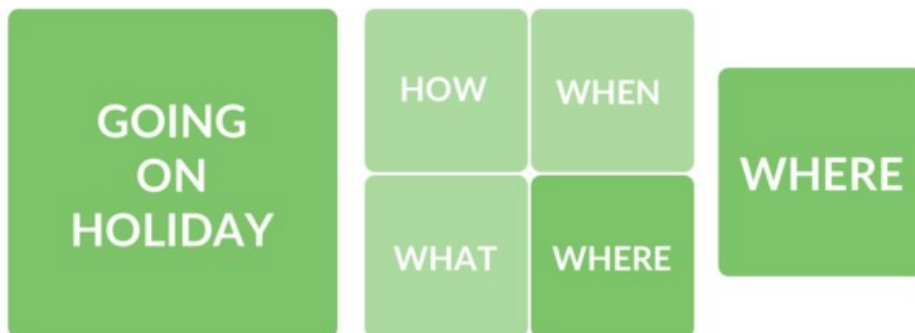 GOING
ON
HOLIDAY
HOW
WHEN
WHAT
WHERE
WHERE